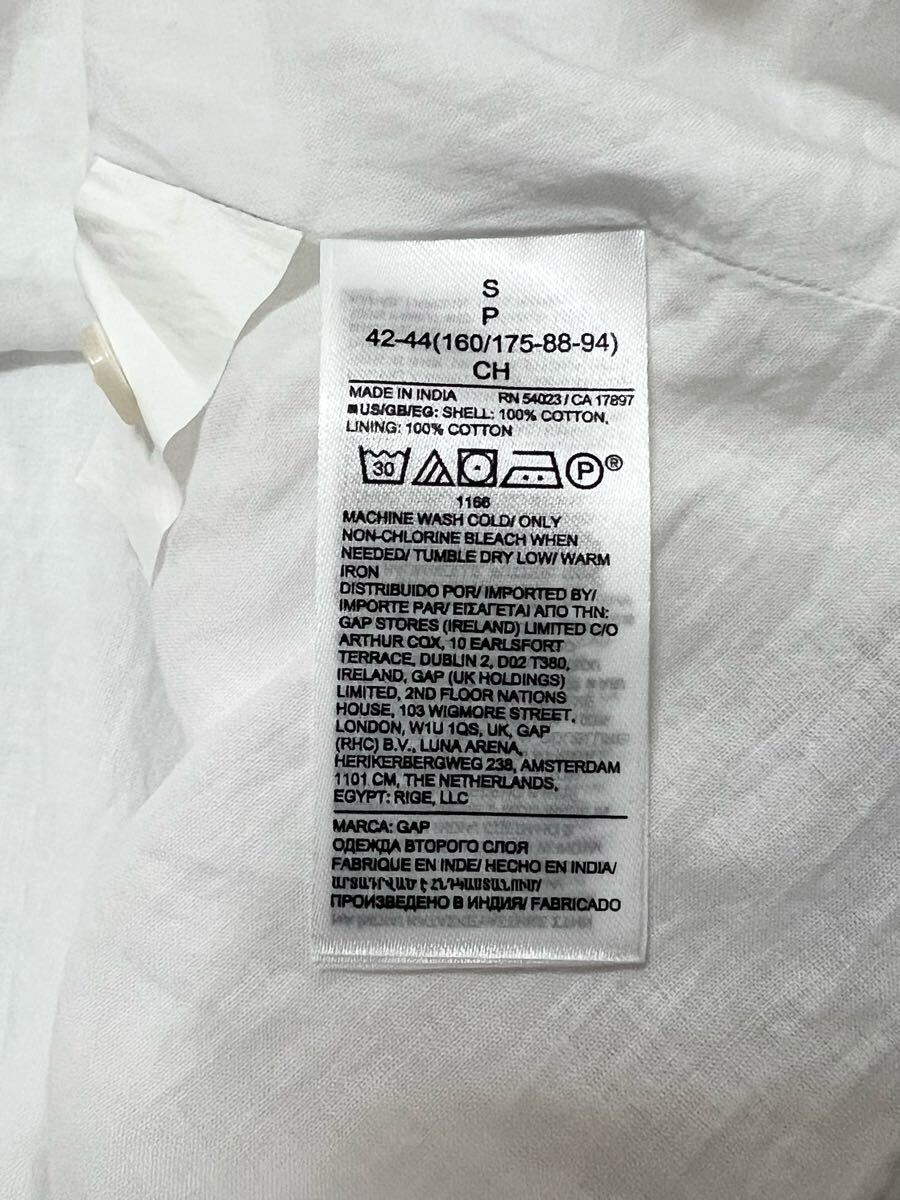 S
P
42-44(160/175-88-94)
CH
MADE IN INDIA RN 54023 / CA 17897
■US/GB/EG: SHELL: 100% COTTON,
LINING: 100% COTTON
30 P ®
1166
MACHINE WASH COLD/ ONLY
NON-CHLORINE BLEACH WHEN
NEEDED/ TUMBLE DRY LOW/ WARM
IRON
DISTRIBUIDO POR/ IMPORTED BY/
IMPORTE PAR/ ΕΙΣΑΓΕΤΑΙ ΑΠΟ ΤΗΝ:
GAP STORES (IRELAND) LIMITED C/O
ARTHUR COX, 10 EARLSFORT
TERRACE, DUBLIN 2, D02 T380,
IRELAND, GAP (UK HOLDINGS)
LIMITED, 2ND FLOOR NATIONS
HOUSE, 103 WIGMORE STREET,
LONDON, W1U 1QS, UK, GAP
(RHC) B.V., LUNA ARENA,
HERIKERBERGWEG 238, AMSTERDAM
1101 CM, THE NETHERLANDS,
EGYPT: RIGE, LLC
MARCA: GAP
ОДЕЖДА ВТОРОГО СЛОЯ
FABRIQUE EN INDE/ HECHO EN INDIA/
ԱՐՏԱԴՐՎԱԾ Է ՀՆԴԿԱՍՏԱՆՈՒՄ/
ПРОИЗВЕДЕНО В ИНДИЯ/ FABRICADO